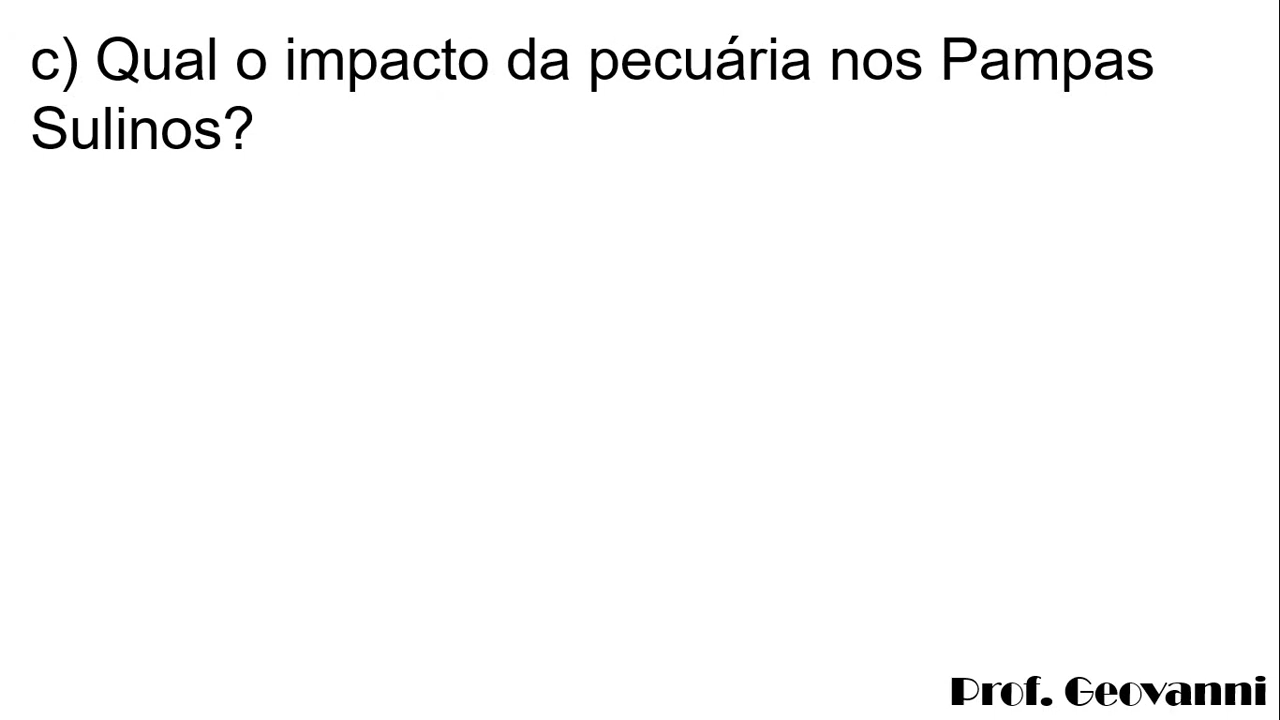 c) Qual o impacto da pecuária nos Pampas
Sulinos?
Prof. Geovanni